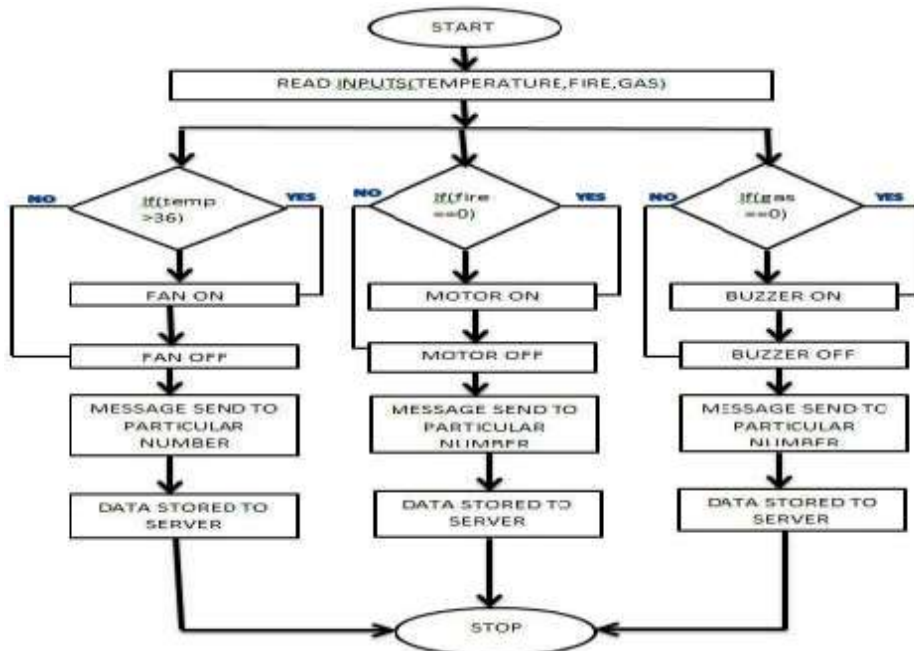 START
READ INPUTS(TEMPERATURE,FIRE,GAS)
NO
If(temp
>36)
YES
FAN ON
FAN OFF
MESSAGE SEND TO
PARTICULAR
NUMBER
DATA STORED TO
SERVER
NO
If(fire
==0)
YES
MOTOR ON
MOTOR OFF
MESSAGE SEND TO
PARTICULAR
NUMBER
DATA STORED TO
SERVER
NO
If(gas
==0)
YES
BUZZER ON
BUZZER OFF
MESSAGE SEND TO
PARTICULAR
NUMBER
DATA STORED TO
SERVER
STOP